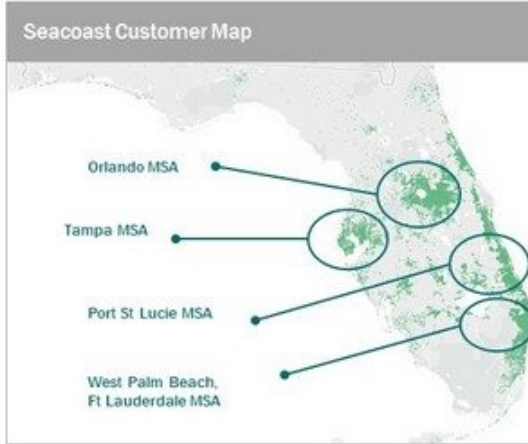 Seacoast Customer Map
Orlando MSA
Tampa MSA
Port St Lucie MSA
West Palm Beach,
Ft Lauderdale MSA